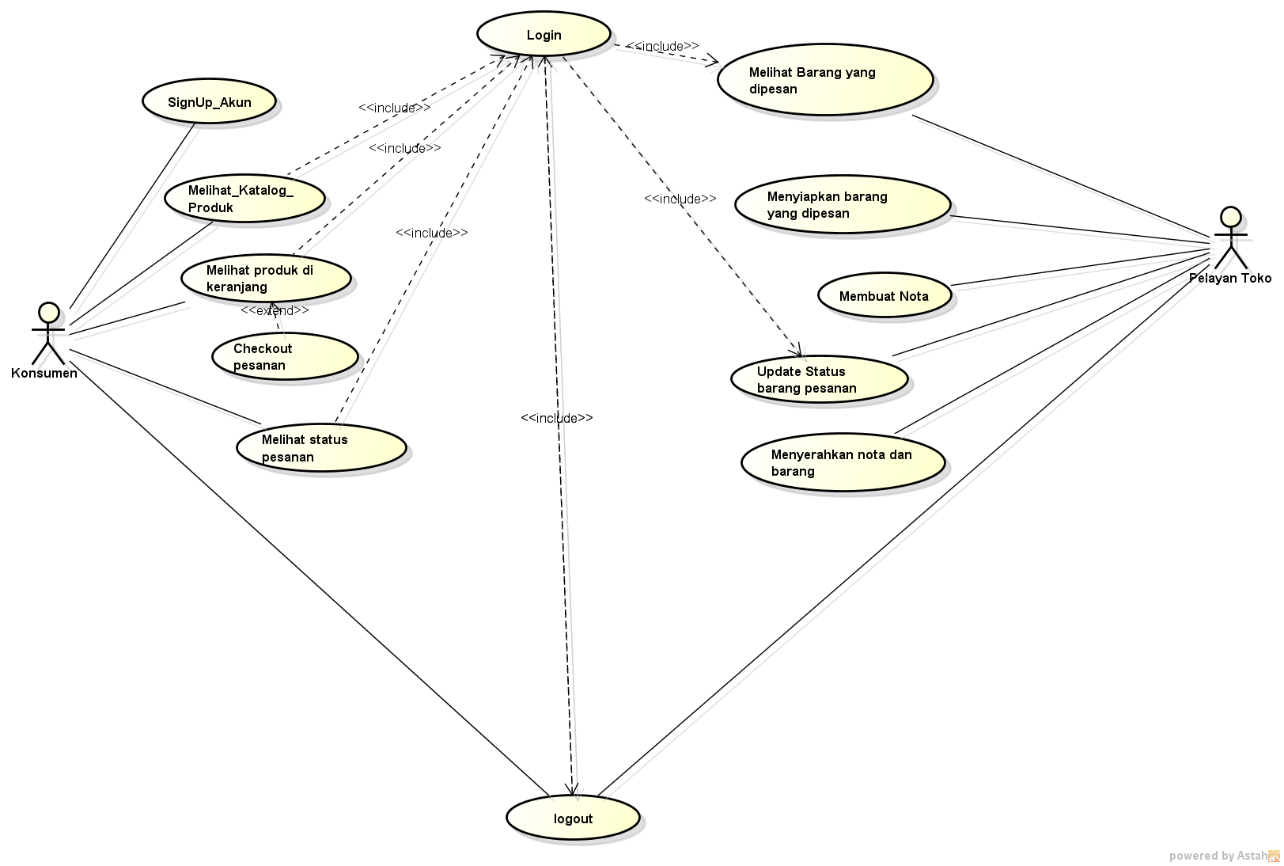 Login
<<include>>
Melihat Barang yang
dipesan
SignUp_Akun
<<include>>
<<include>>
Melihat_Katalog_
Produk
<<include>>
Menyiapkan barang
yang dipesan
<<include>>
Melihat produk di
keranjang
Pelayan Toko
Membuat Nota
<<extend>>
Checkout
pesanan
Konsumen
Update Status
barang pesanan
<<include>>
Melihat status
pesanan
Menyerahkan nota dan
barang
logout
powered by Astah